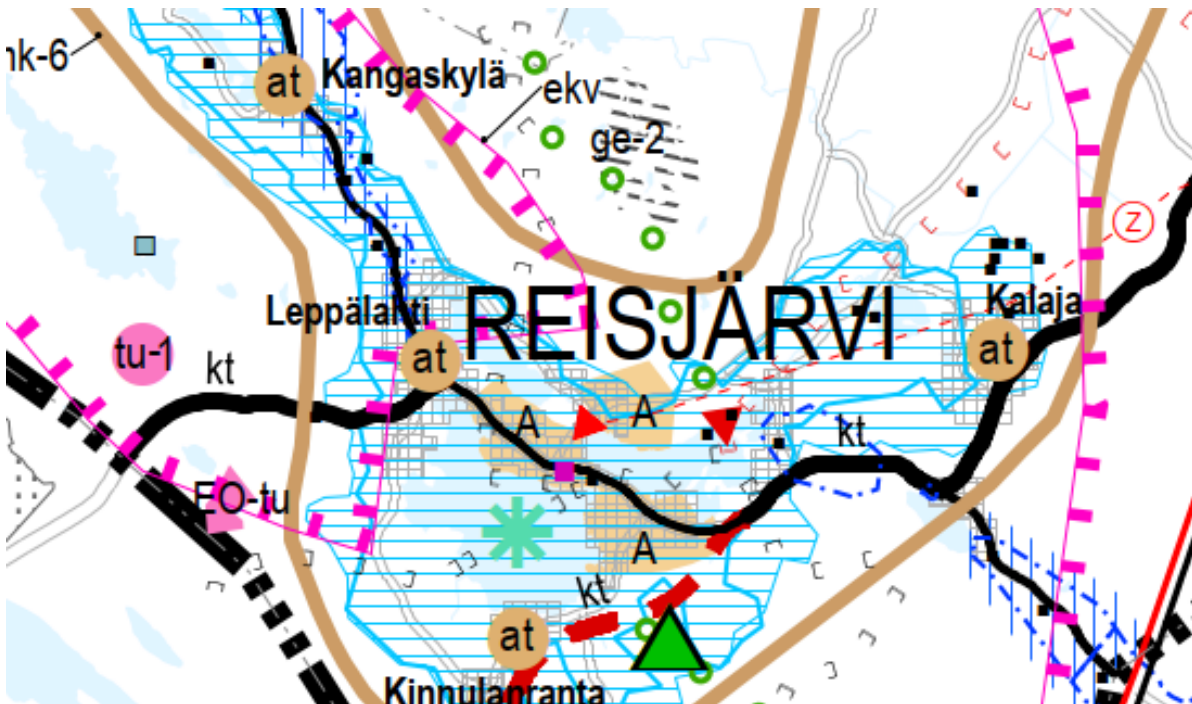 nk-6
at
Kangaskylä
ekv
ge-2
Z
Leppälahti
REISJÄRVI
Kalaja
tu-1
kt
at
at
A
A
kt
EO-tu
A
kt
at
Kinnulanranta